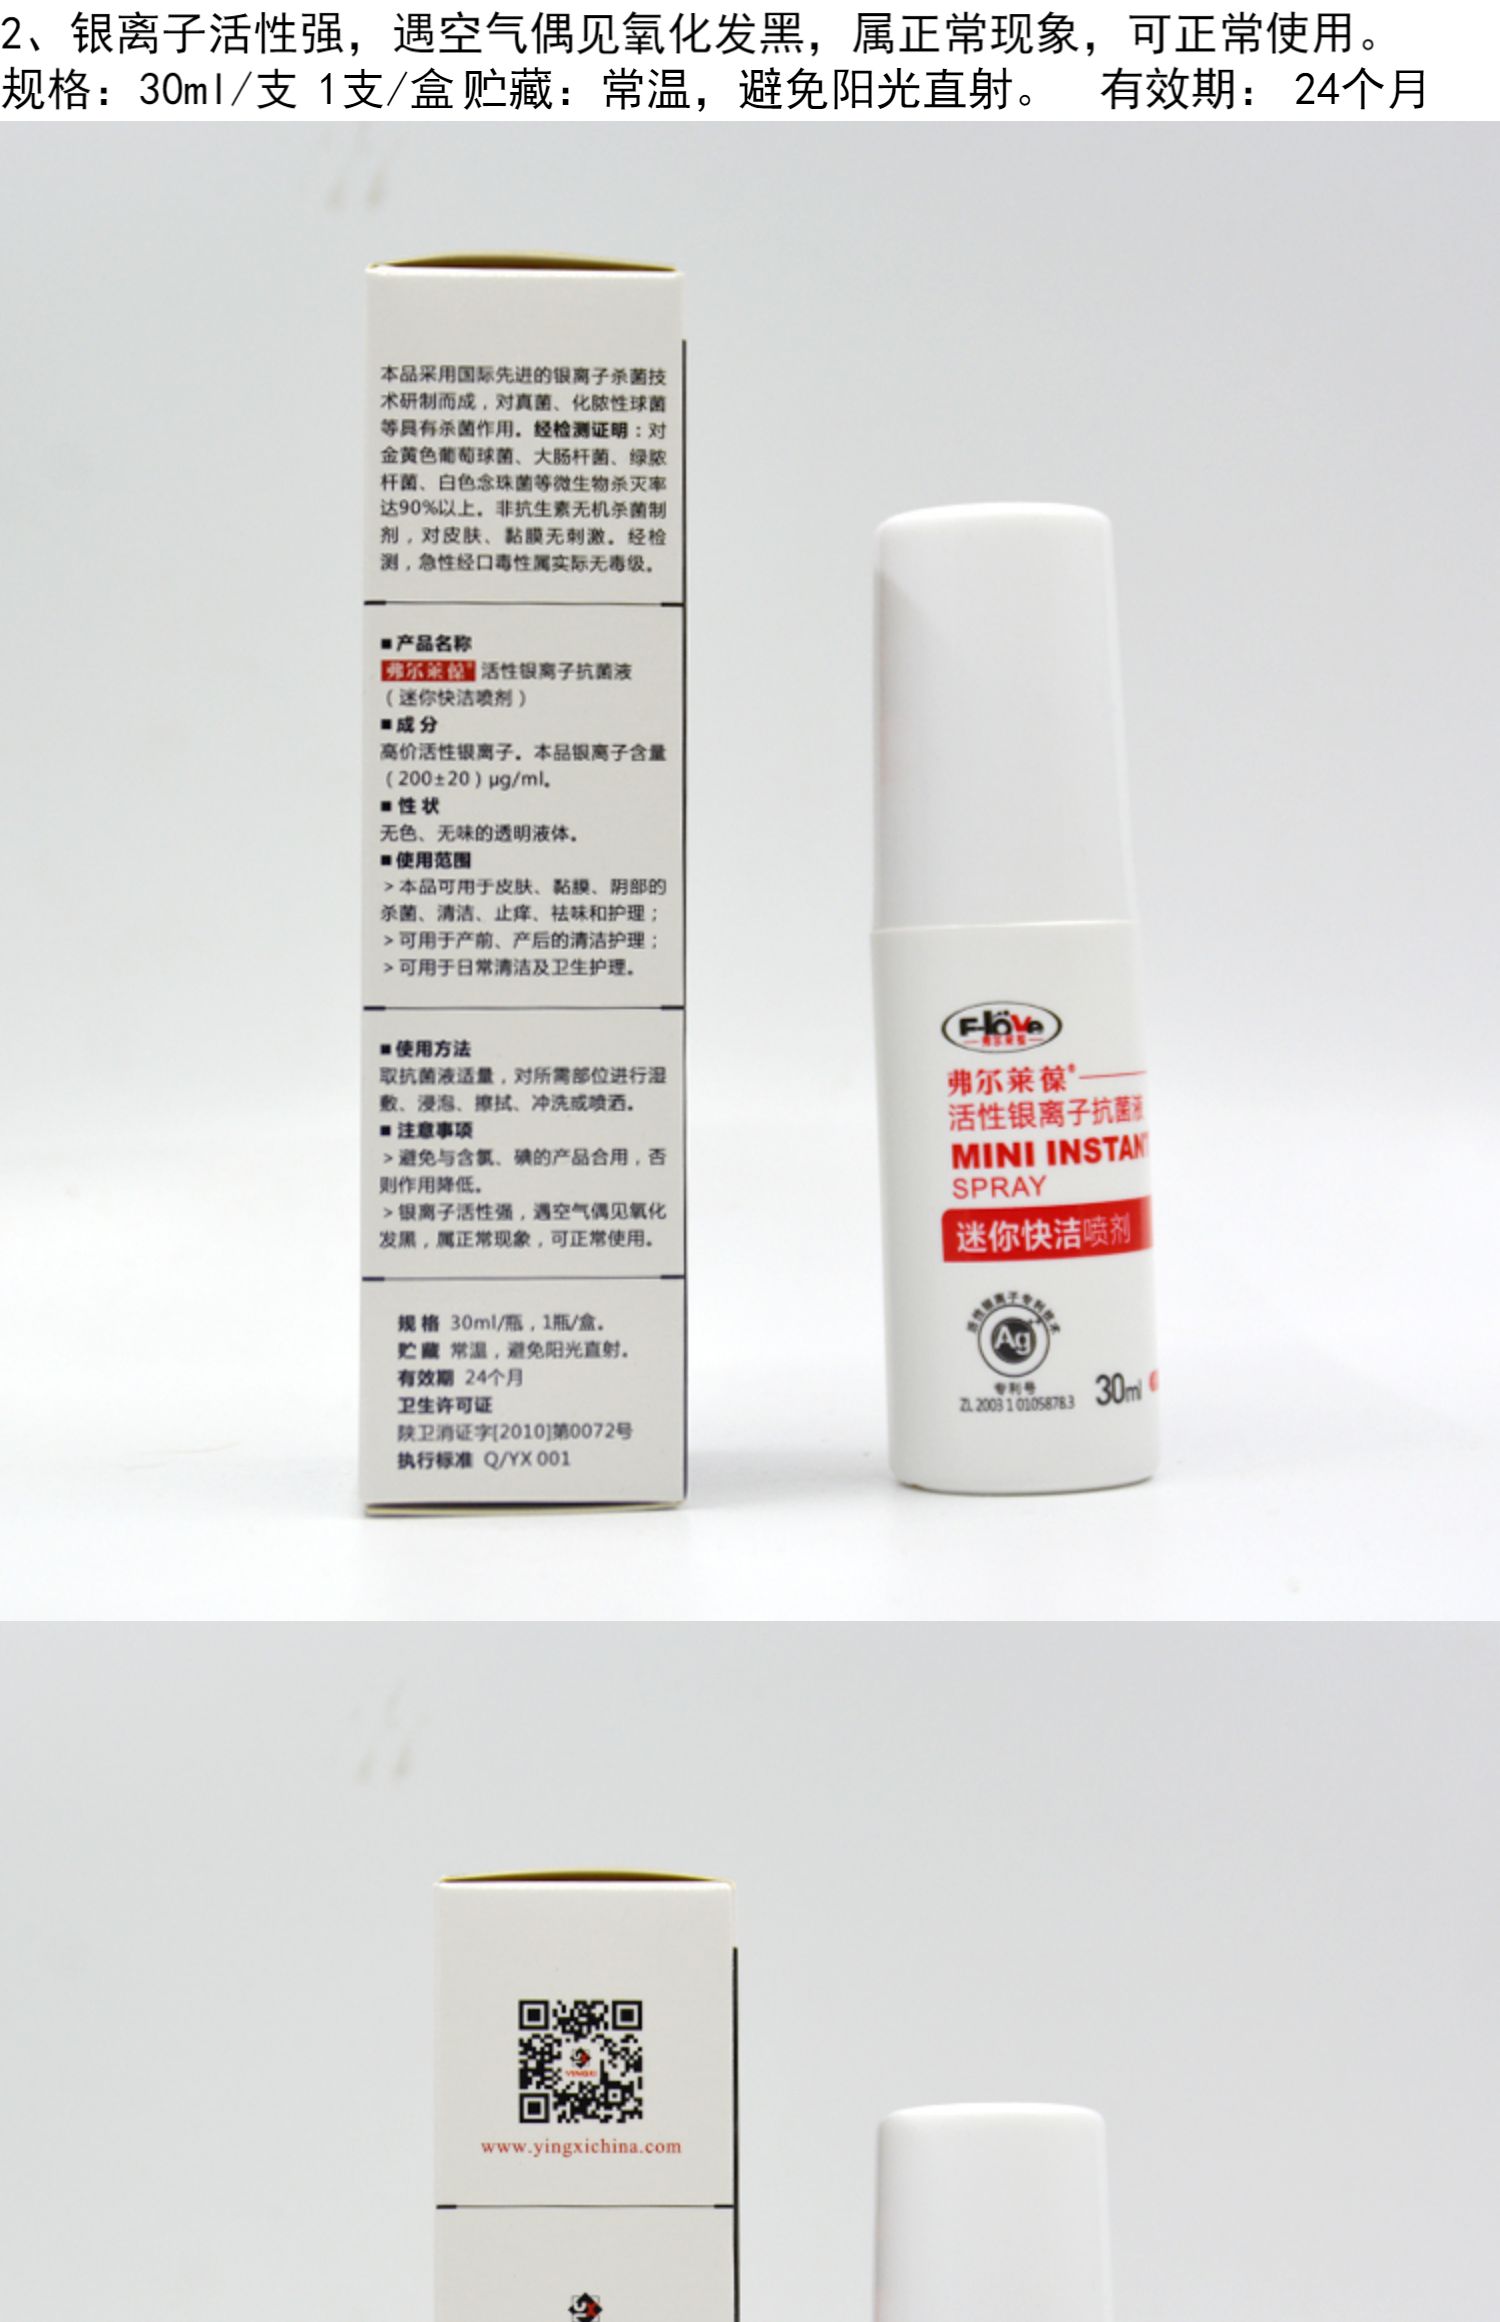 2、银离子活性强，遇空气偶见氧化发黑，属正常现象，可正常使用。
规格：30ml/支 1支/盒 贮藏：常温，避免阳光直射。 有效期：24个月
本品采用国际先进的银离子杀菌技
术研制而成，对真菌、化脓性球菌
等具有杀菌作用。经检测证明：对
金黄色葡萄球菌、大肠杆菌、绿脓
杆菌、白色念珠菌等微生物杀灭率
达90%以上。非抗生素无机杀菌制
剂，对皮肤、黏膜无刺激。经检
测，急性经口毒性属实际无毒级。
■产品名称
弗尔莱葆® 活性银离子抗菌液
（迷你快洁喷剂）
■成 分
高价活性银离子。本品银离子含量
（200±20）μg/ml。
■性 状
无色、无味的透明液体。
■使用范围
>本品可用于皮肤、黏膜、阴部的
杀菌、清洁、止痒、祛味和护理；
>可用于产前、产后的清洁护理；
>可用于日常清洁及卫生护理。
■使用方法
取抗菌液适量，对所需部位进行湿
敷、浸泡、擦拭、冲洗或喷洒。
■注意事项
>避免与含氯、碘的产品合用，否
则作用降低。
>银离子活性强，遇空气偶见氧化
发黑，属正常现象，可正常使用。
规 格 30ml/瓶，1瓶/盒。
贮 藏 常温，避免阳光直射。
有效期 24个月
卫生许可证
陕卫消证字[2010]第0072号
执行标准 Q/YX 001
F-love
弗尔莱葆
弗尔莱葆®
活性银离子抗菌液
MINI INSTAN
SPRAY
迷你快洁喷剂
活性银离子专利技术
Ag
专利号
ZL 2003 1 0105878.3
30ml
YINGXI
www.yingxichina.com